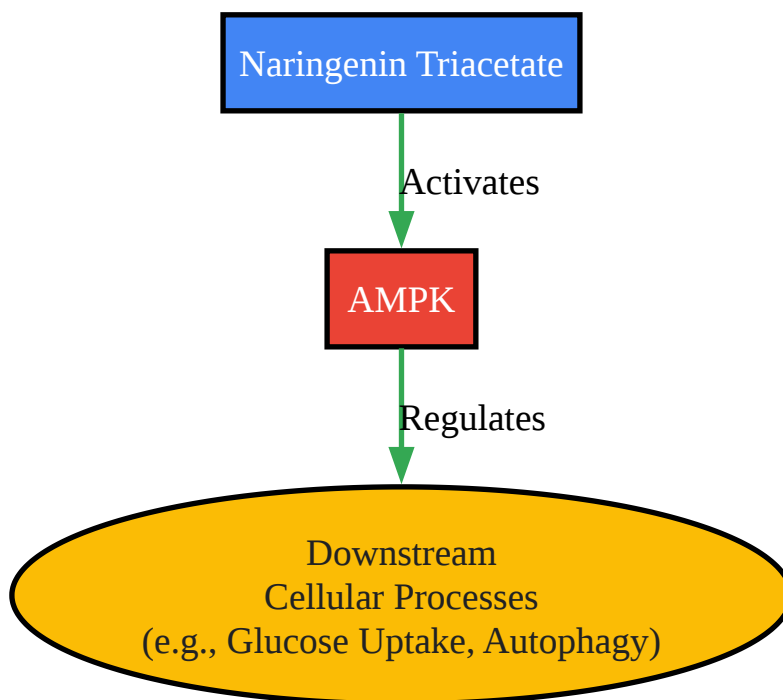 Naringenin Triacetate
Activates
AMPK
Regulates
Downstream
Cellular Processes
(e.g., Glucose Uptake, Autophagy)